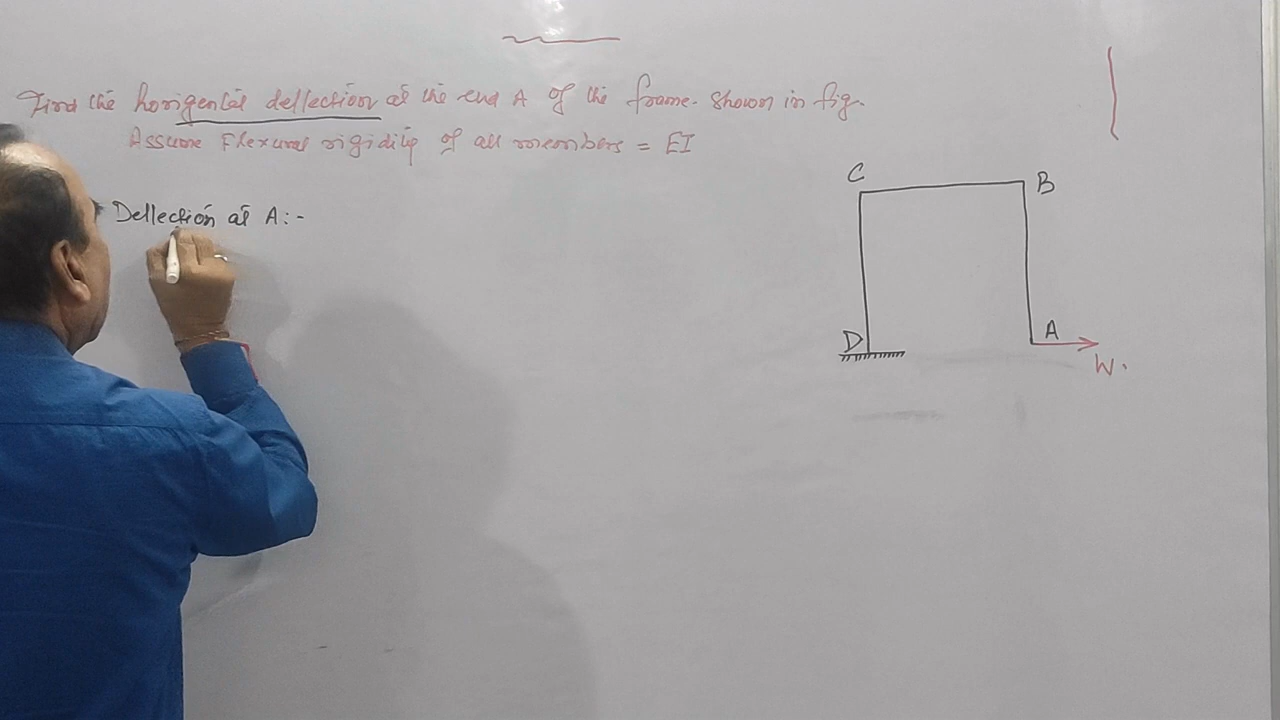 Find the horigental deflection at the end A of the frame. Shown in fig.
Assume Flexural rigidity of all members = EI
Deflection at A:-
C
B
D
A
W.